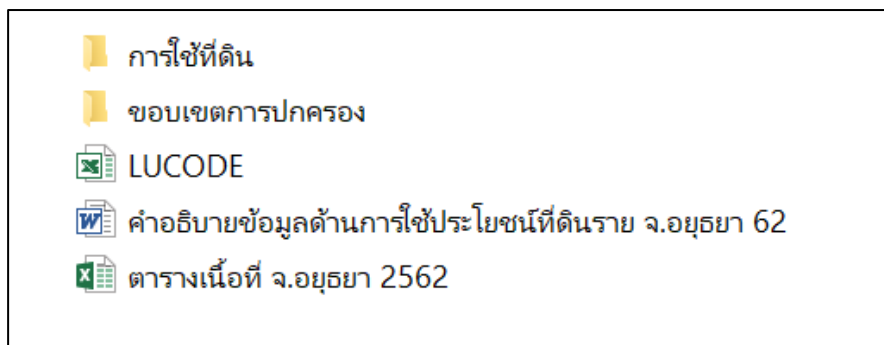 การใช้ที่ดิน
ขอบเขตการปกครอง
LUCODE
คำอธิบายข้อมูลด้านการใช้ประโยชน์ที่ดินราย จ.อยุธยา 62
ตารางเนื้อที่ จ.อยุธยา 2562